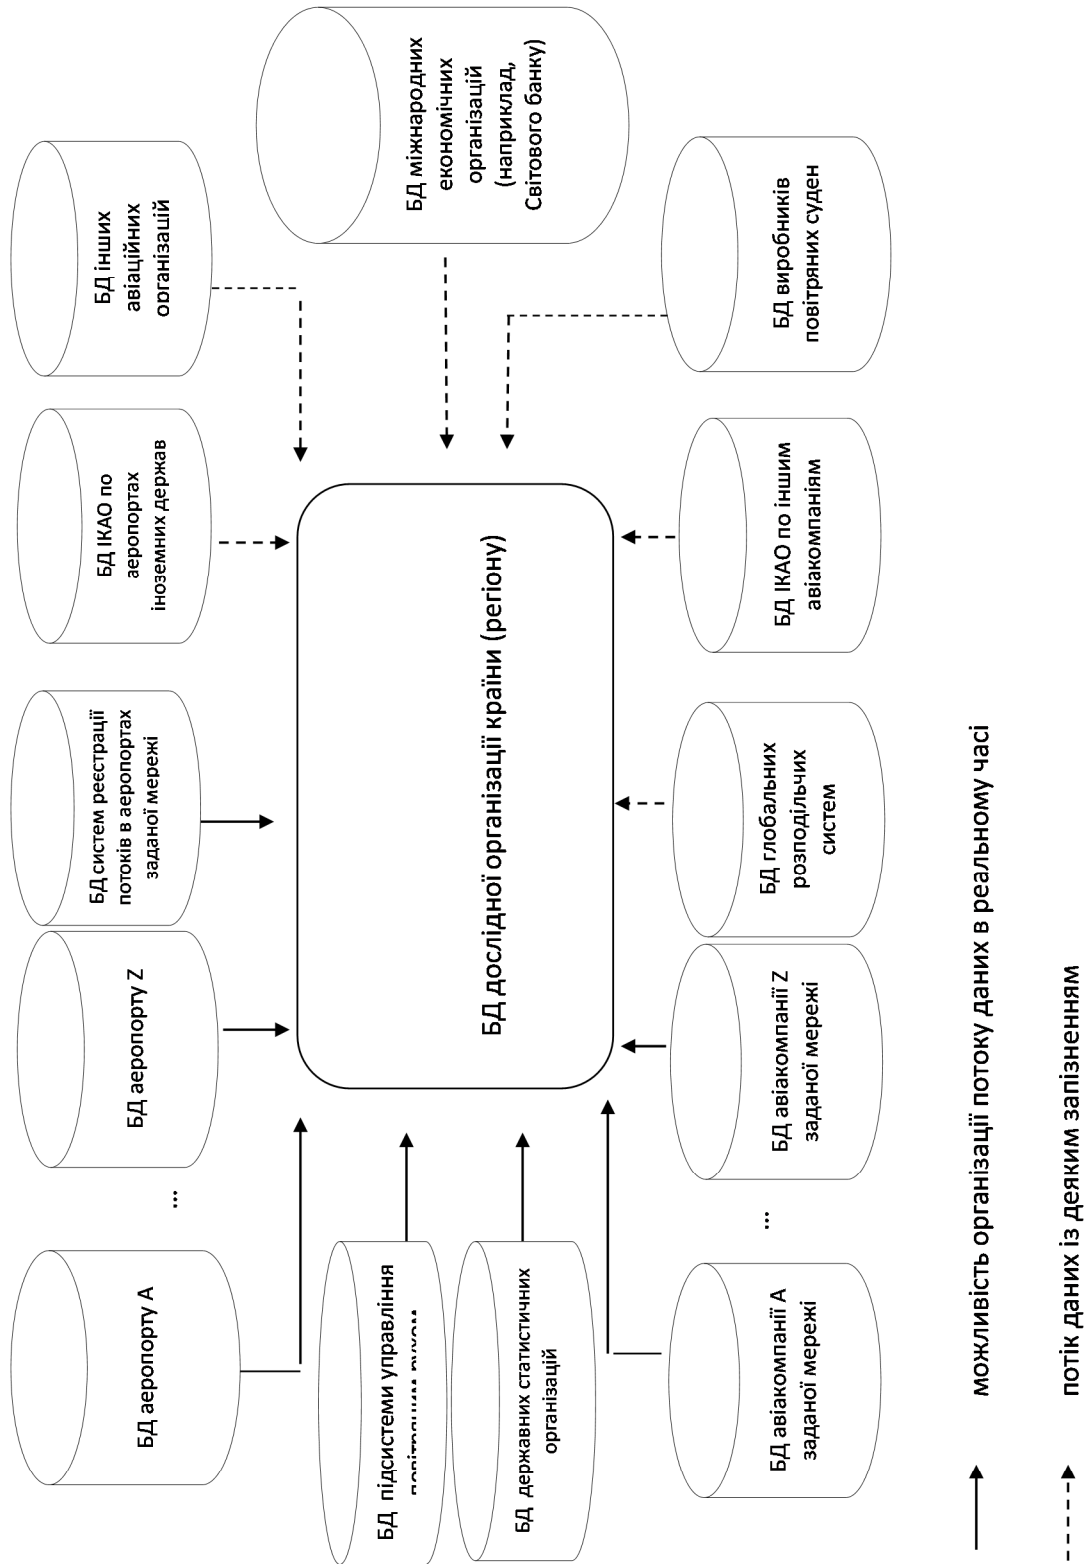 БД аеропорту А
...
БД аеропорту Z
БД систем реєстрації
потоків в аеропортах
заданої мережі
БД ІКАО по
аеропортах
іноземних держав
БД інших
авіаційних
організацій
БД підсистеми управління
повітряним рухом
БД державних статистичних
організацій
БД дослідної організації країни (регіону)
БД міжнародних
економічних
організацій
(наприклад,
Світового банку)
БД авіакомпанії А
заданої мережі
...
БД авіакомпанії Z
заданої мережі
БД глобальних
розподільчих
систем
БД ІКАО по іншим
авіакомпаніям
БД виробників
повітряних суден
можливість організації потоку даних в реальному часі
потік даних із деяким запізненням